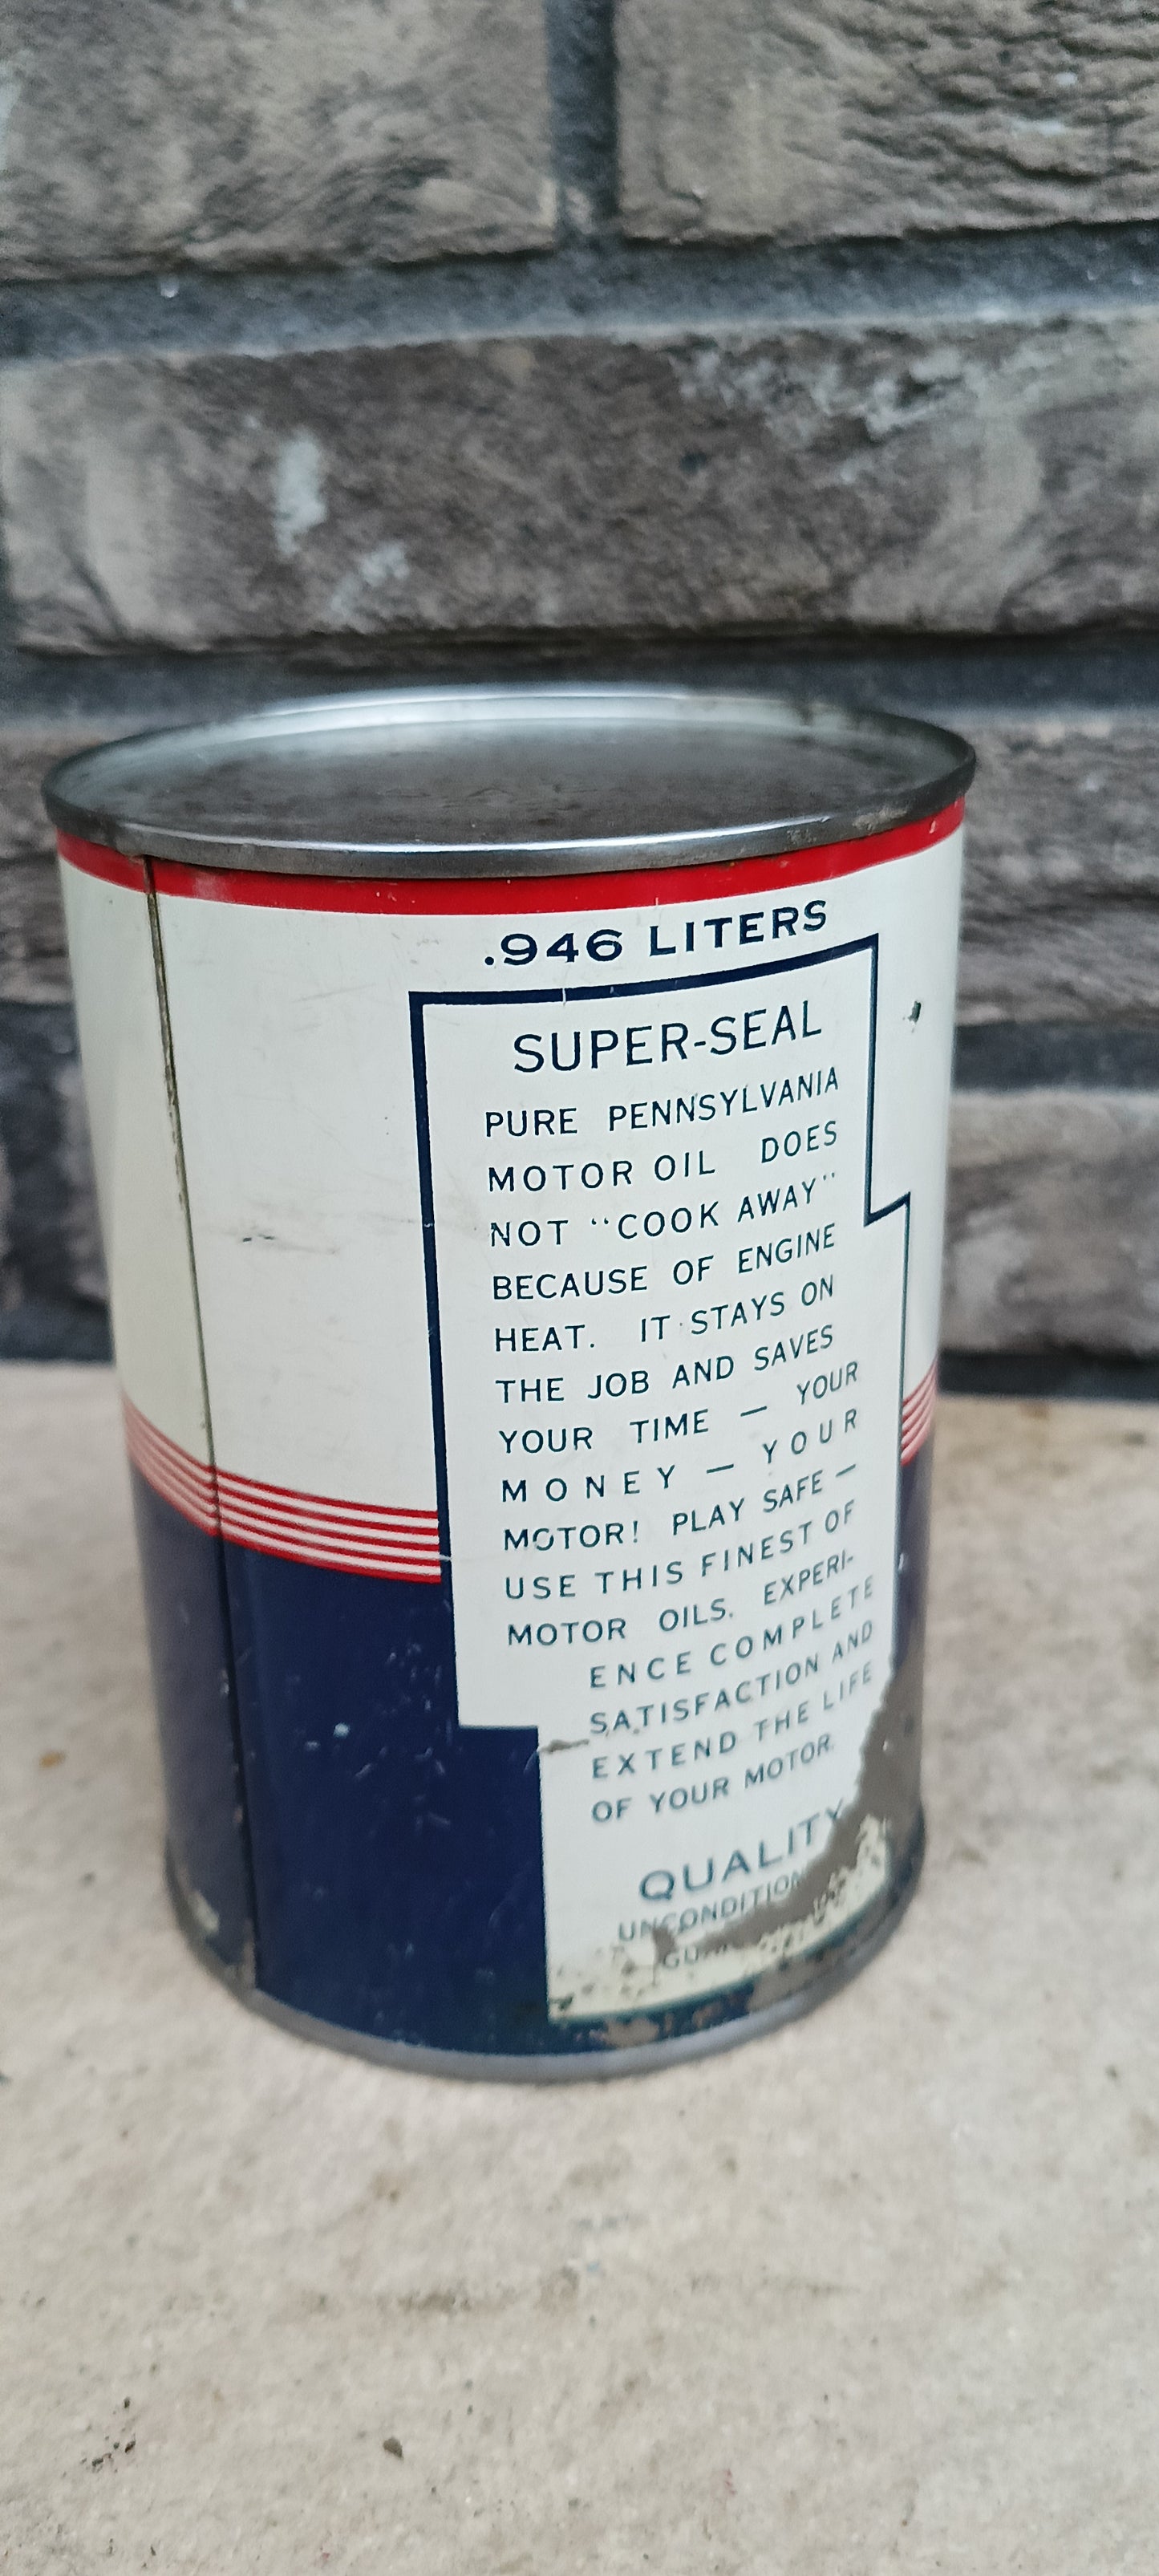 .946 LITERS
SUPER-SEAL
PURE PENNSYLVANIA
MOTOR OIL DOES
NOT "COOK AWAY"
BECAUSE OF ENGINE
HEAT. IT STAYS ON
THE JOB AND SAVES
YOUR TIME — YOUR
MONEY — YOUR
MOTOR! PLAY SAFE —
USE THIS FINEST OF
MOTOR OILS. EXPERI-
ENCE COMPLETE
SATISFACTION AND
EXTEND THE LIFE
OF YOUR MOTOR.
QUALITY